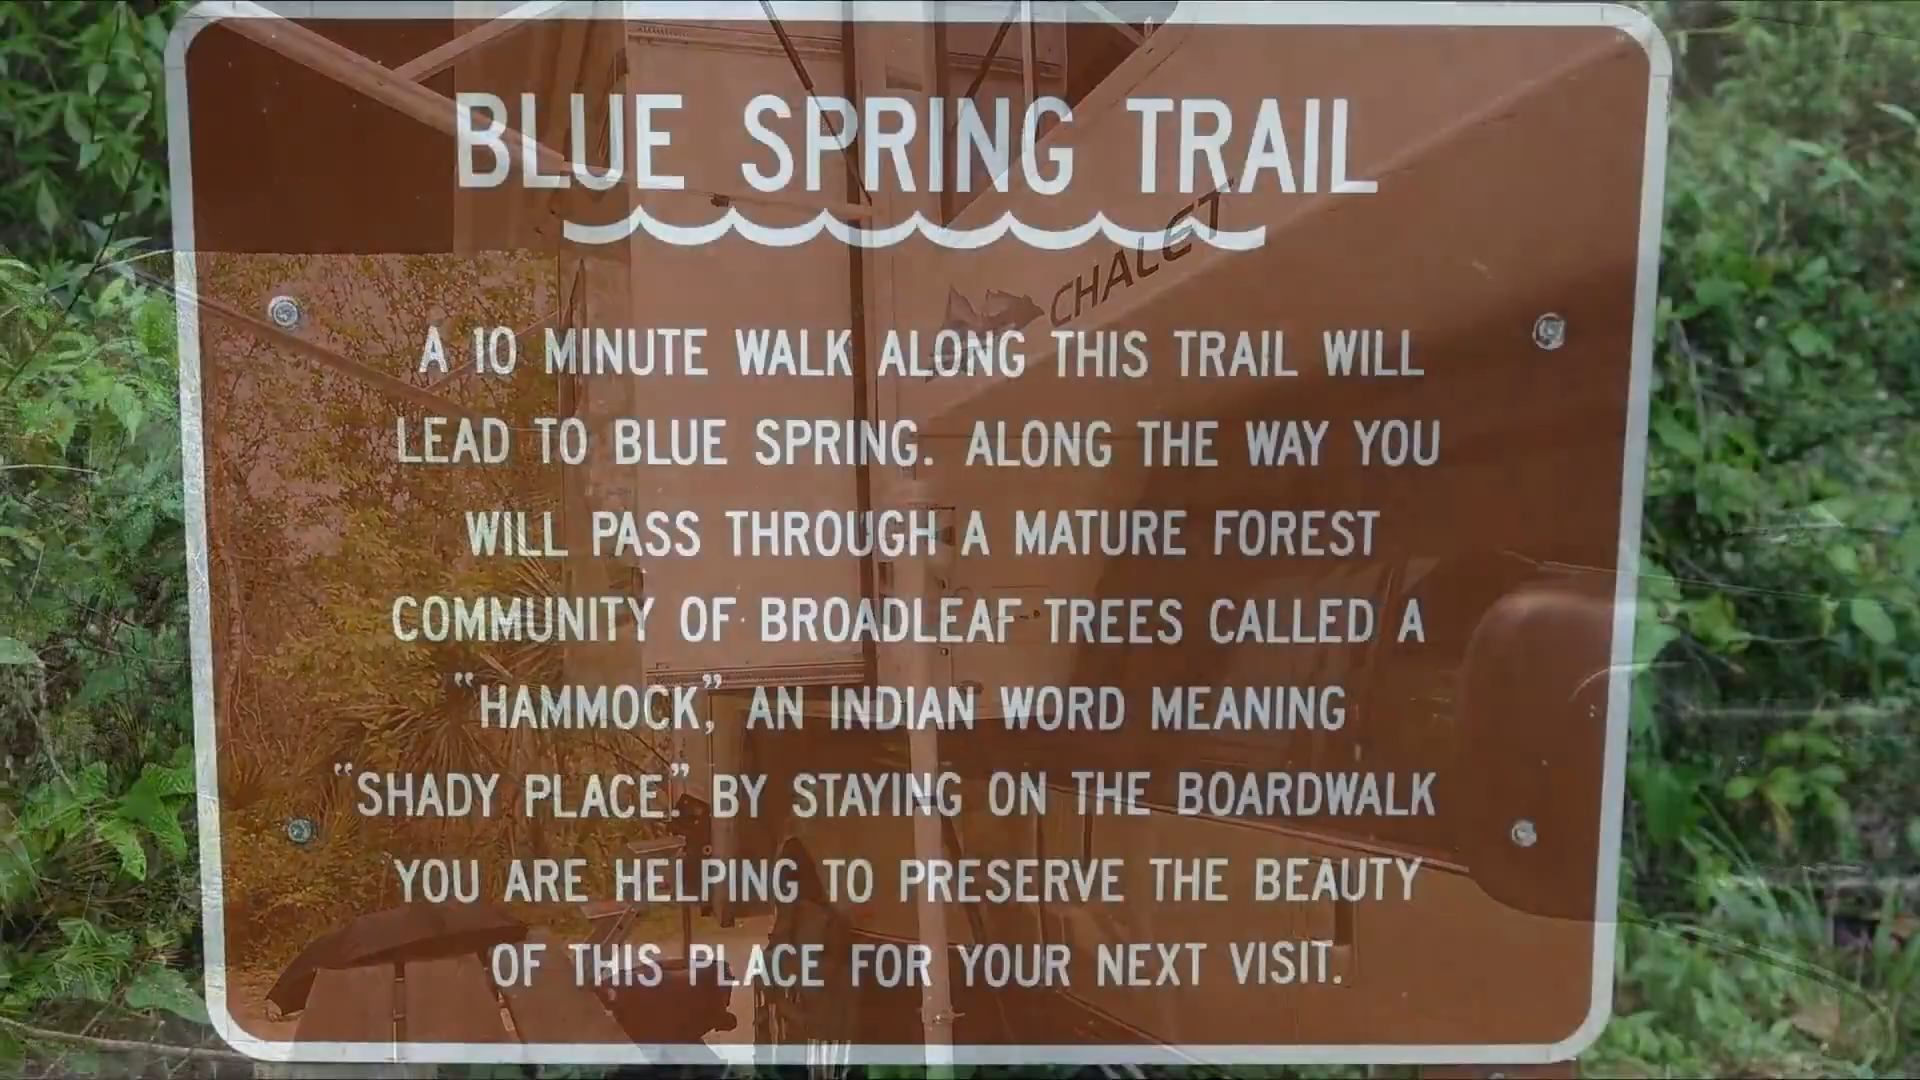 BLUE SPRING TRAIL
CHALET
A 10 MINUTE WALK ALONG THIS TRAIL WILL
LEAD TO BLUE SPRING. ALONG THE WAY YOU
WILL PASS THROUGH A MATURE FOREST
COMMUNITY OF BROADLEAF TREES CALLED A
"HAMMOCK," AN INDIAN WORD MEANING
"SHADY PLACE." BY STAYING ON THE BOARDWALK
YOU ARE HELPING TO PRESERVE THE BEAUTY
OF THIS PLACE FOR YOUR NEXT VISIT.